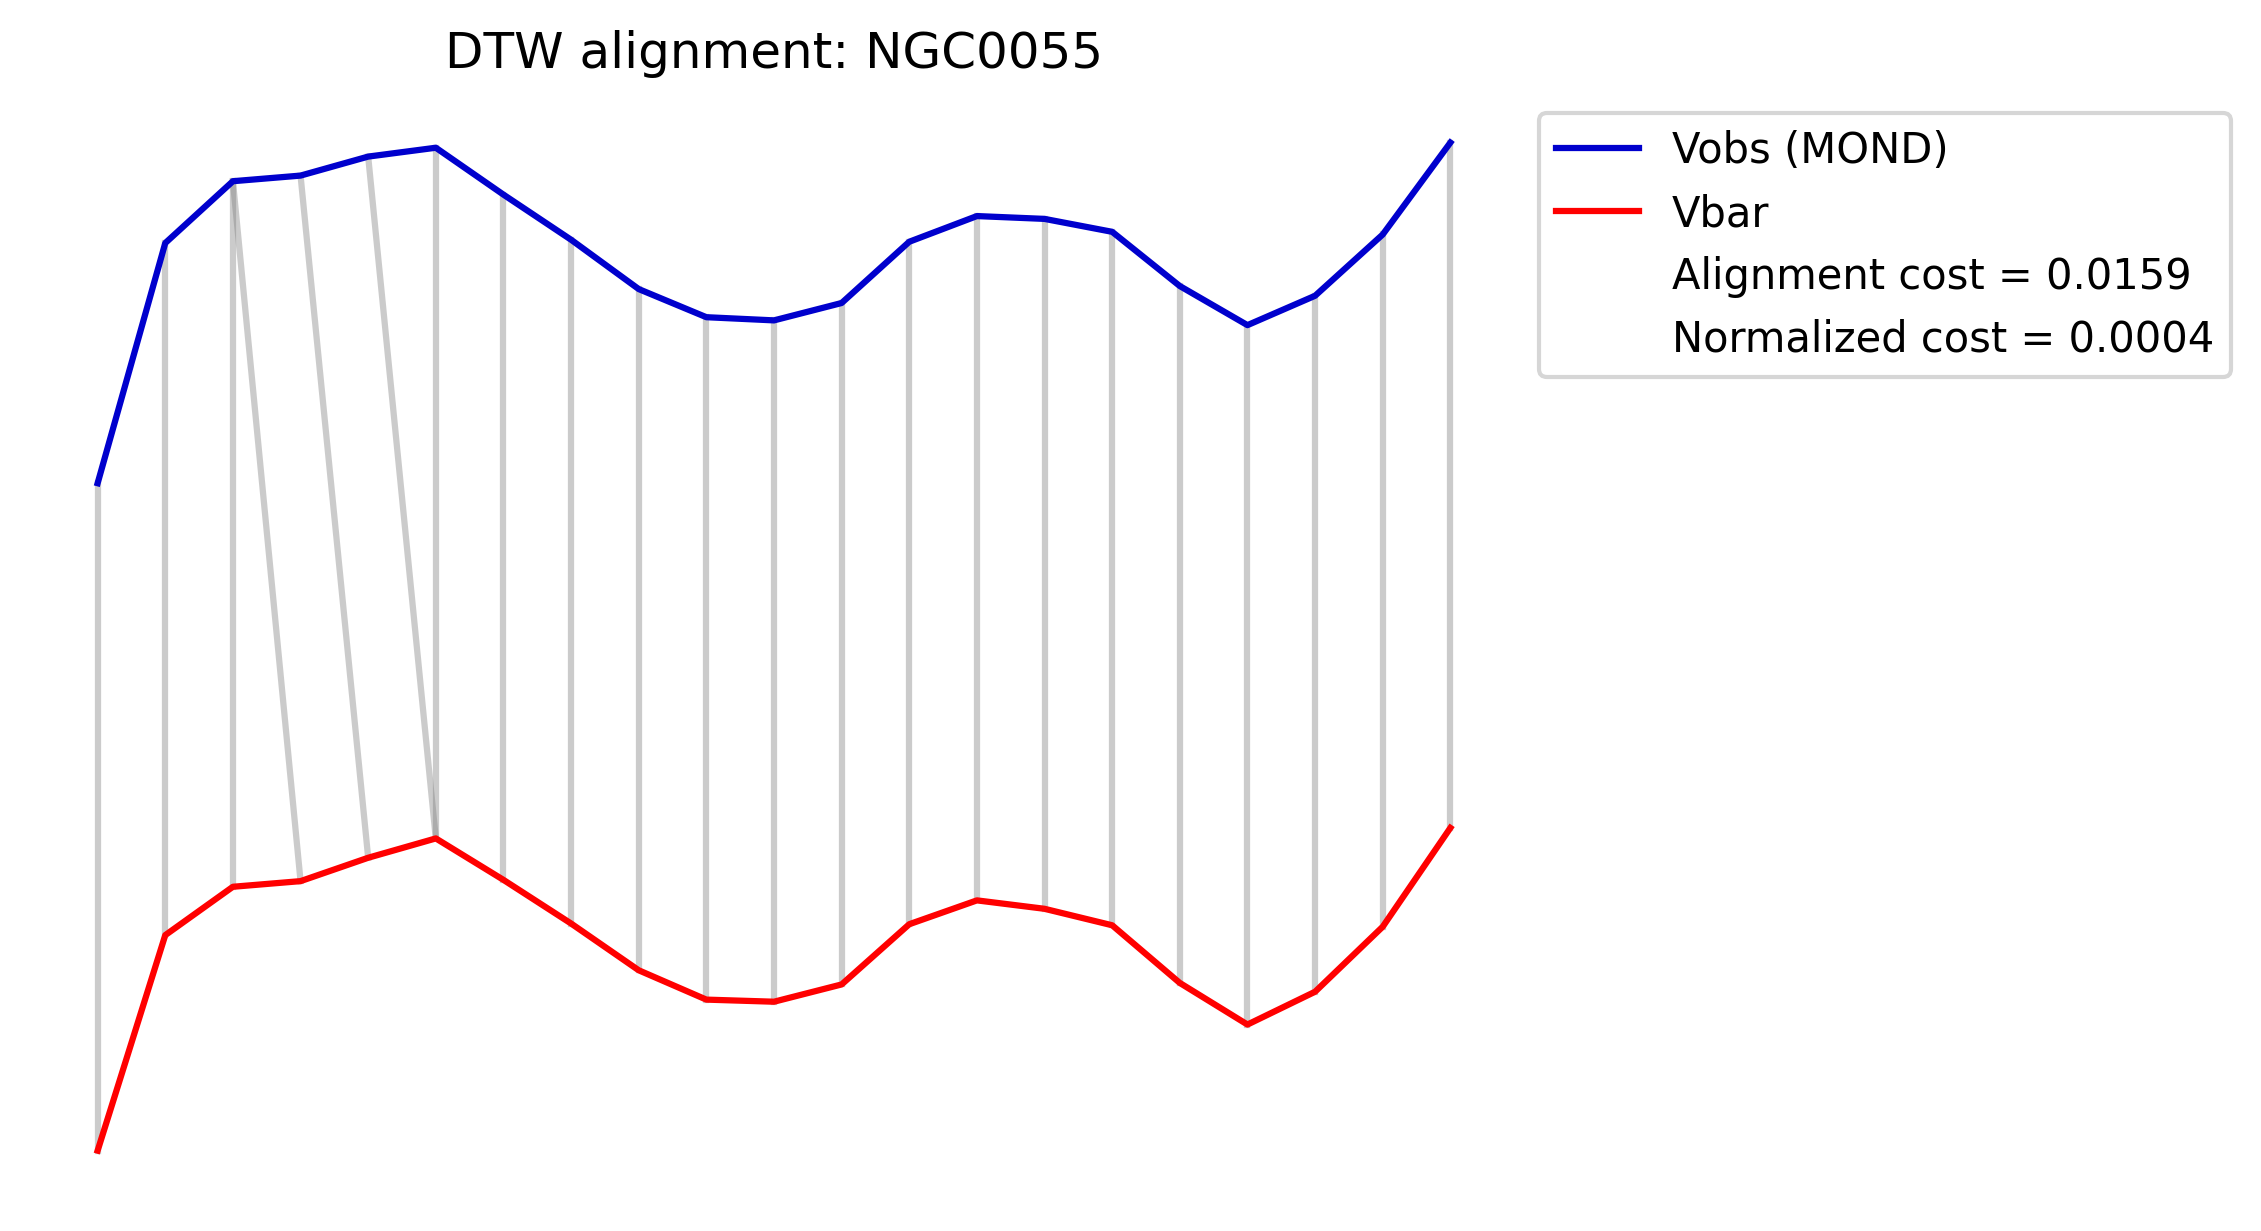 DTW alignment: NGC0055
Vobs (MOND)
Vbar
Alignment cost = 0.0159
Normalized cost = 0.0004